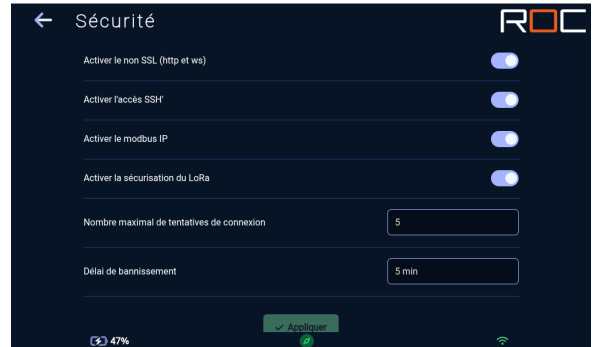 Sécurité
ROC
Activer le non SSL (http et ws)
Activer l'accès SSH'
Activer le modbus IP
Activer la sécurisation du LoRa
Nombre maximal de tentatives de connexion
5
Délai de bannissement
5 min
Appliquer
47%